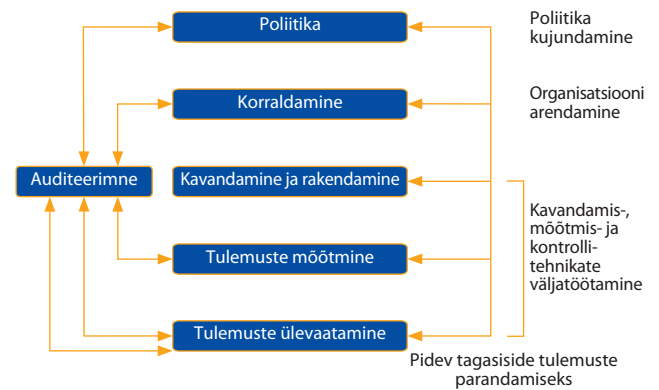 Poliitika
Poliitika
kujundamine
Korraldamine
Organisatsiooni
arendamine
Auditeerimne
Kavandamine ja rakendamine
Kavandamis-,
mõõtmis- ja
kontrolli-
tehnikate
väljatöötamine
Tulemuste mõõtmine
Tulemuste ülevaatamine
Pidev tagasiside tulemuste
parandamiseks